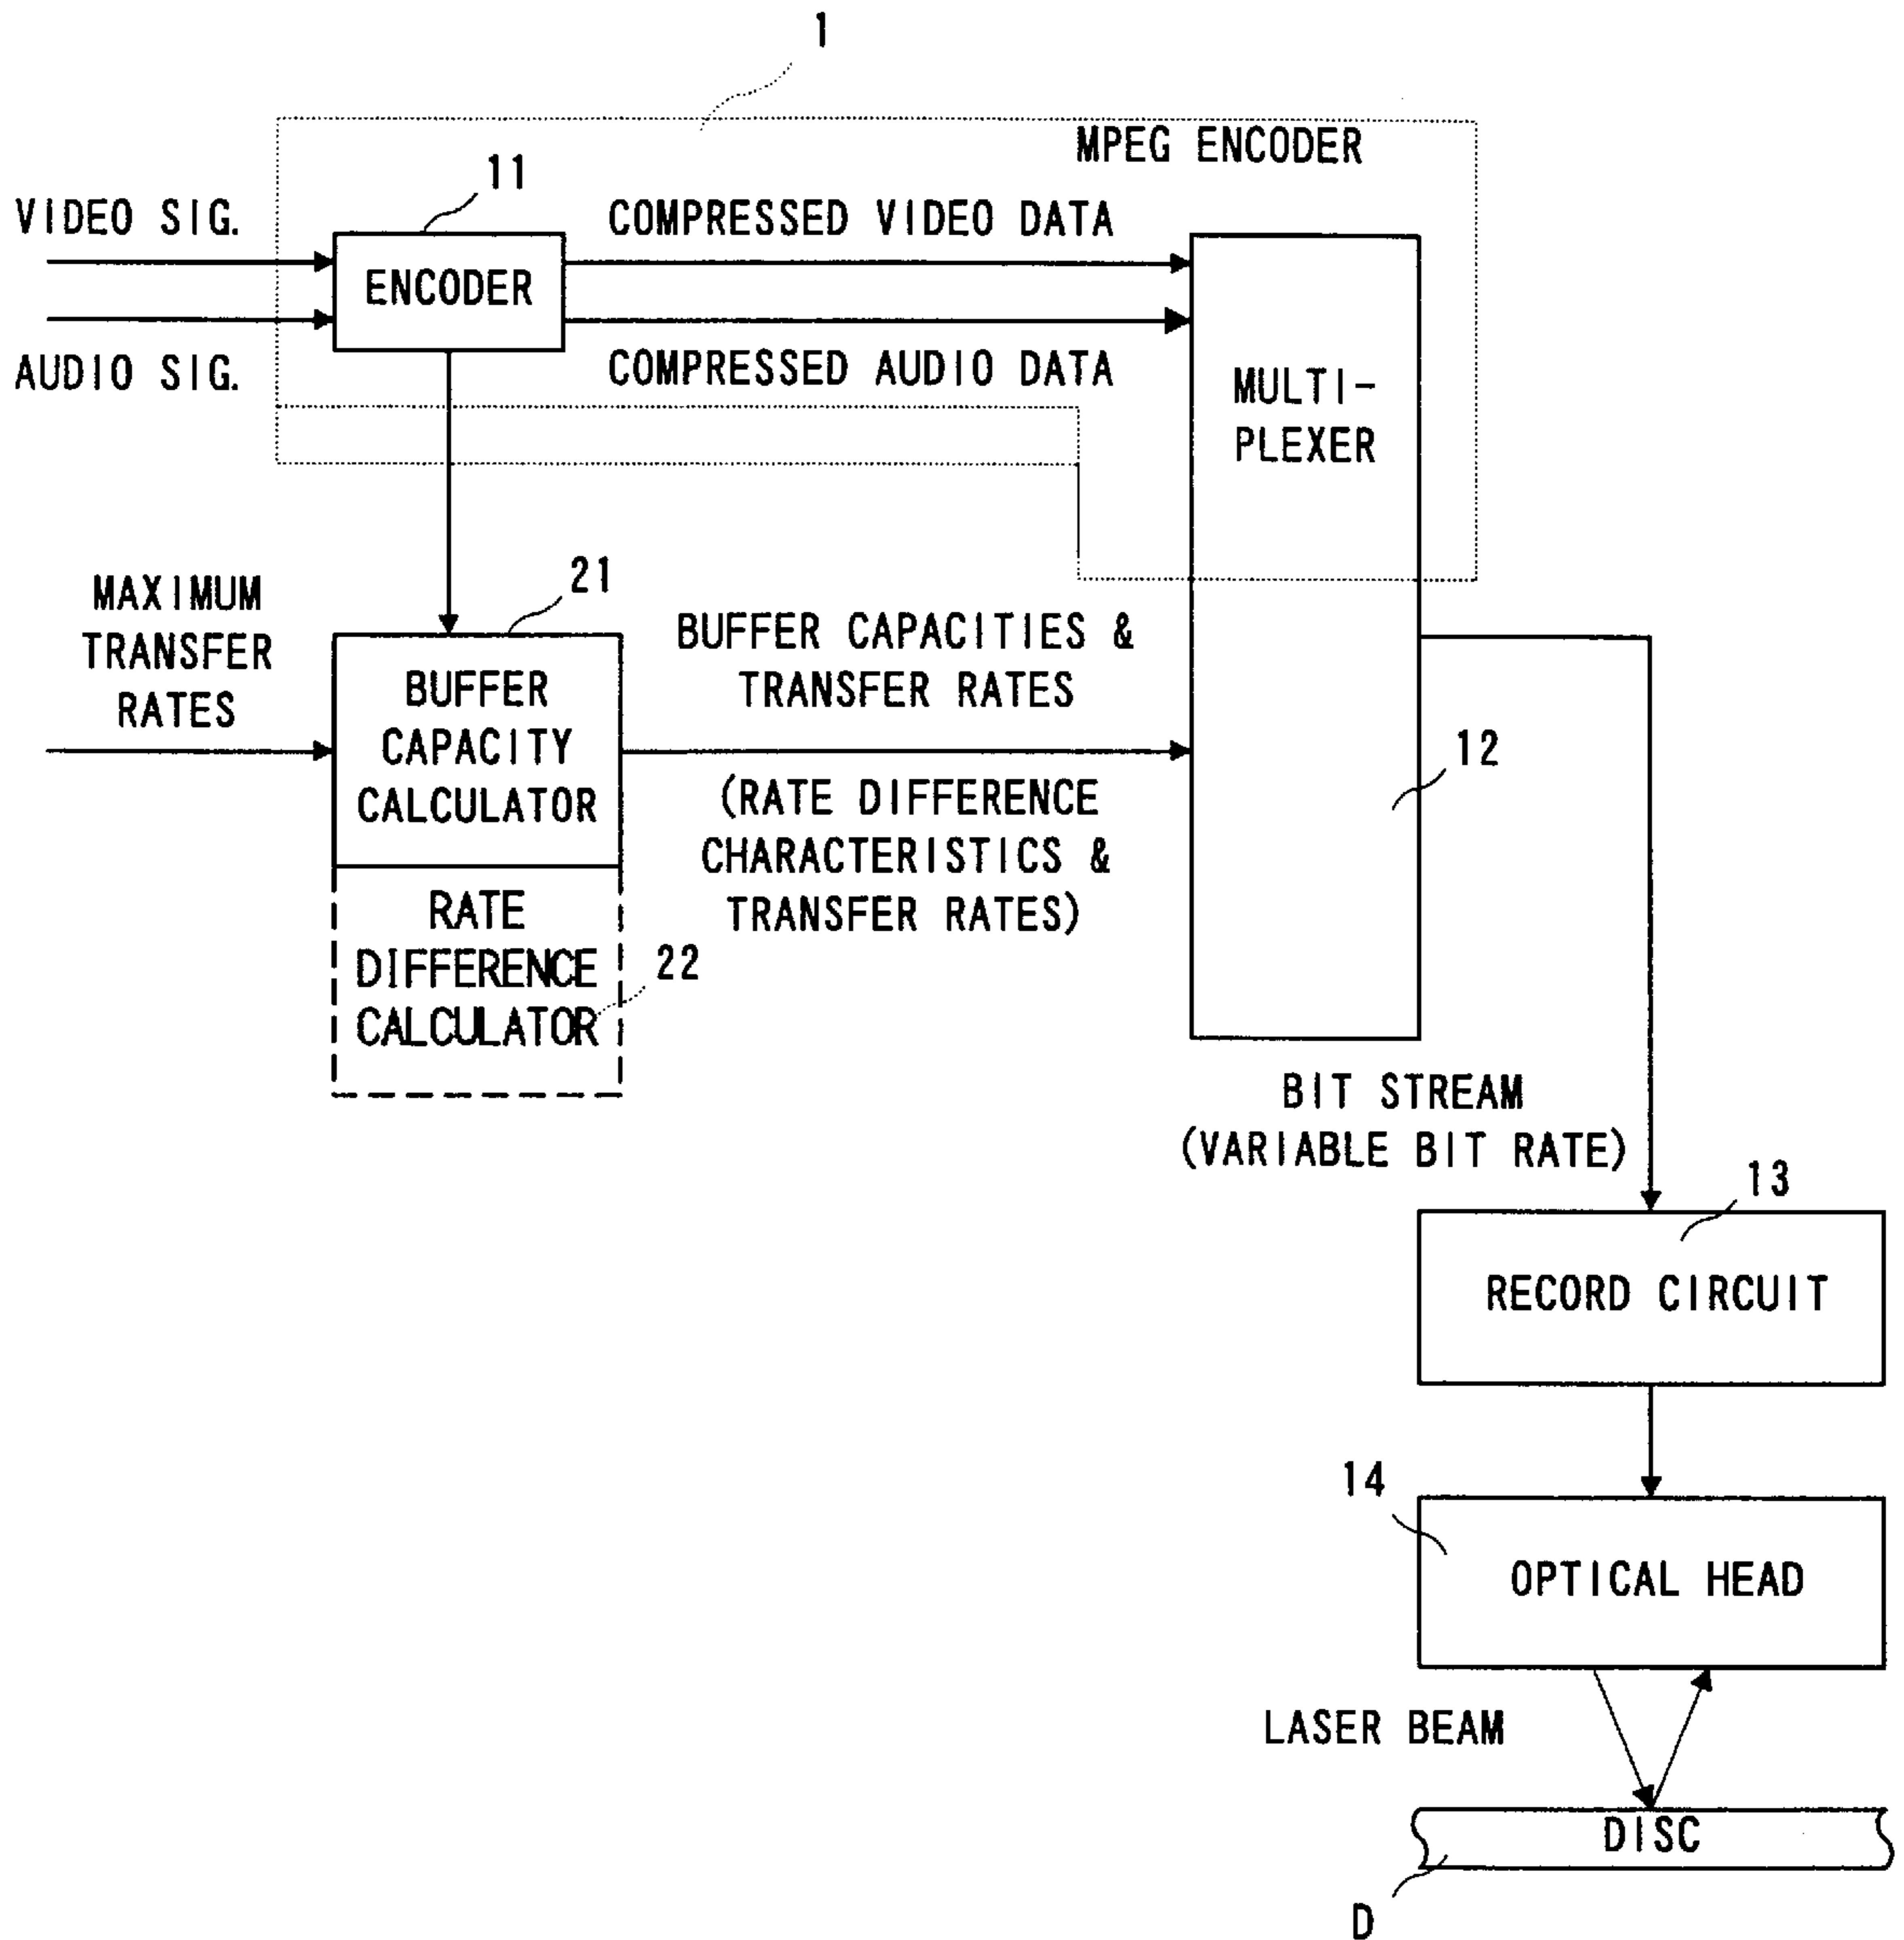 1
MPEG ENCODER
11
VIDEO SIG.
COMPRESSED VIDEO DATA
ENCODER
AUDIO SIG.
COMPRESSED AUDIO DATA
MULTI-
PLEXER
MAXIMUM
TRANSFER
RATES
21
BUFFER CAPACITIES &
TRANSFER RATES
BUFFER
CAPACITY
CALCULATOR
12
(RATE DIFFERENCE
CHARACTERISTICS &
TRANSFER RATES)
RATE
DIFFERENCE
CALCULATOR
22
BIT STREAM
(VARIABLE BIT RATE)
13
RECORD CIRCUIT
14
OPTICAL HEAD
LASER BEAM
DISC
D